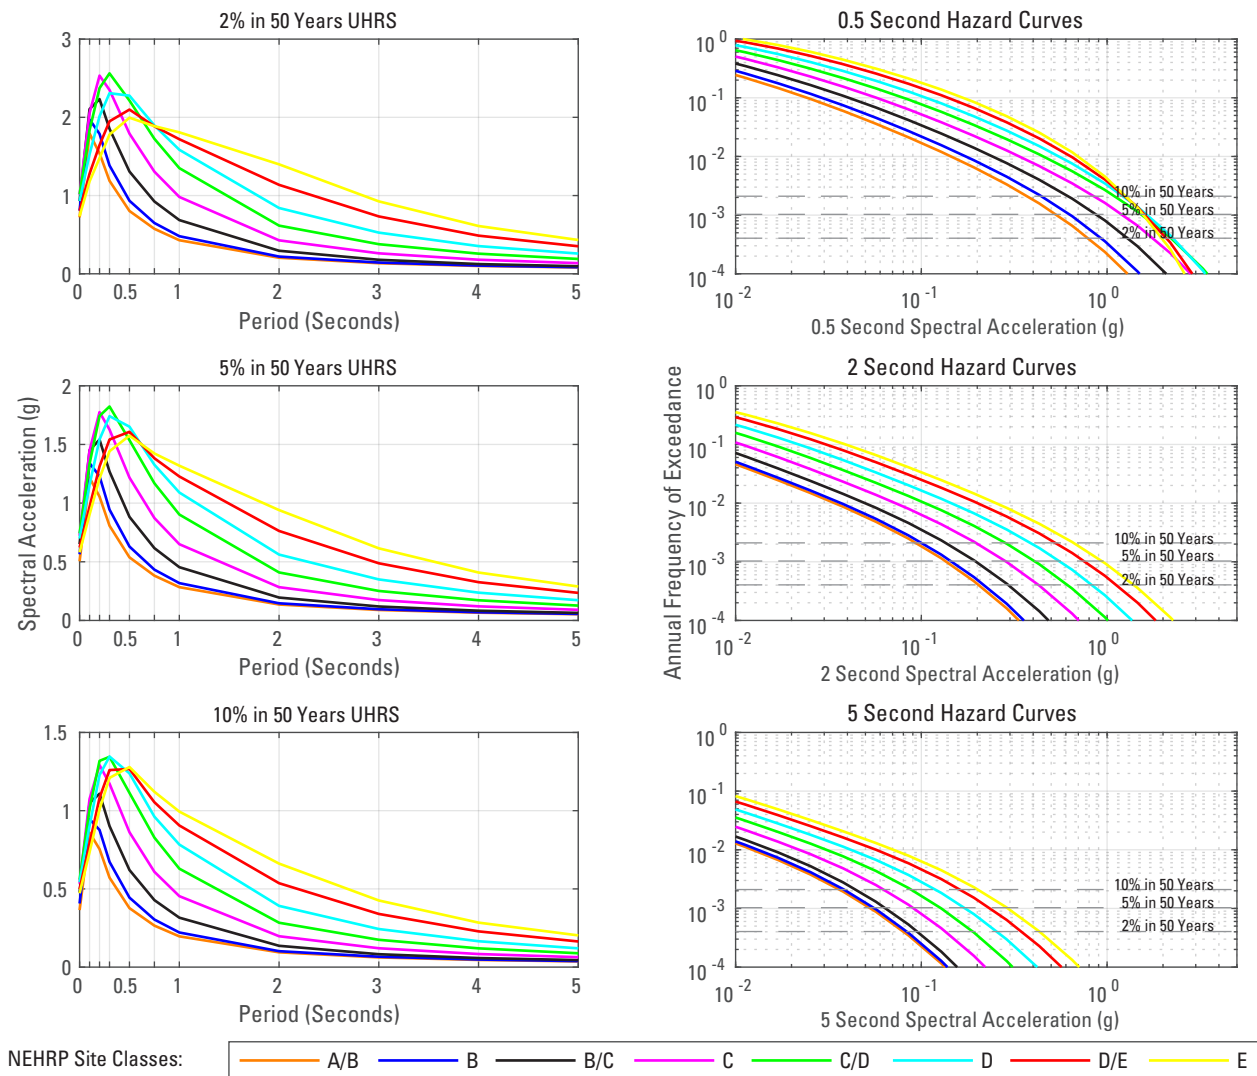 2% in 50 Years UHRS
3
2
1
0
0 0.5 1 2 3 4 5
Period (Seconds)
0.5 Second Hazard Curves
10^0
10^-1
10^-2
10^-3
10^-4
10% in 50 Years
5% in 50 Years
2% in 50 Years
10^-2 10^-1 10^0
0.5 Second Spectral Acceleration (g)
5% in 50 Years UHRS
Spectral Acceleration (g)
2
1.5
1
0.5
0
0 0.5 1 2 3 4 5
Period (Seconds)
2 Second Hazard Curves
Annual Frequency of Exceedance
10^0
10^-1
10^-2
10^-3
10^-4
10% in 50 Years
5% in 50 Years
2% in 50 Years
10^-2 10^-1 10^0
2 Second Spectral Acceleration (g)
10% in 50 Years UHRS
1.5
1
0.5
0
0 0.5 1 2 3 4 5
Period (Seconds)
5 Second Hazard Curves
10^0
10^-1
10^-2
10^-3
10^-4
10% in 50 Years
5% in 50 Years
2% in 50 Years
10^-2 10^-1 10^0
5 Second Spectral Acceleration (g)
NEHRP Site Classes: A/B B B/C C C/D D D/E E